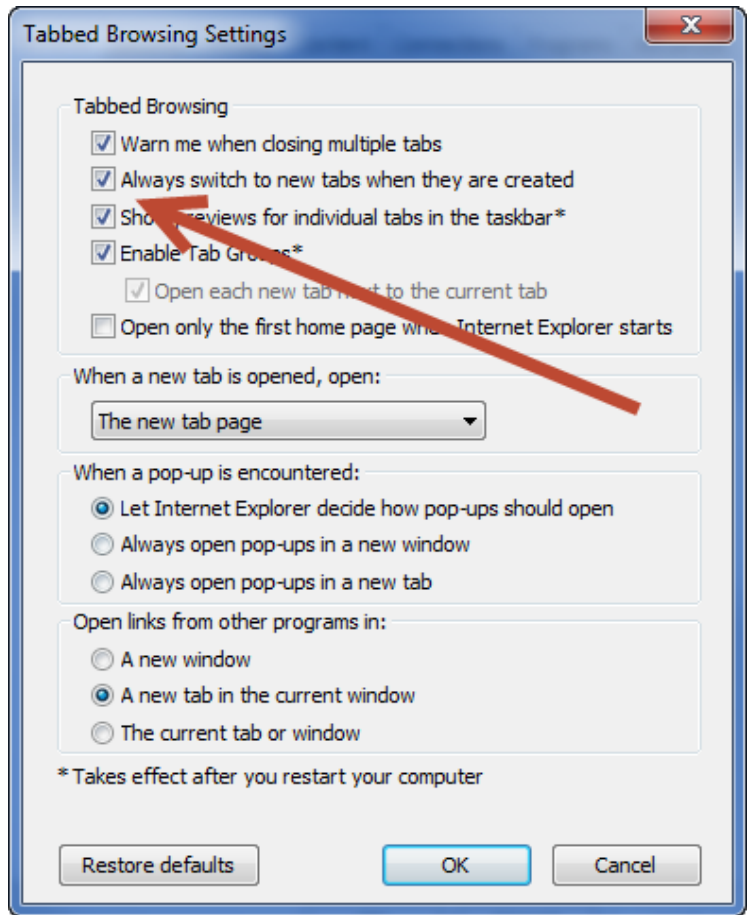 Tabbed Browsing Settings
Tabbed Browsing
Warn me when closing multiple tabs
Always switch to new tabs when they are created
for individual tabs in the taskbar*
Enable Tab Groups*
Open each new tab next to the current tab
Open only the first home page when Internet Explorer starts
When a new tab is opened, open:
The new tab page
When a pop-up is encountered:
Let Internet Explorer decide how pop-ups should open
Always open pop-ups in a new window
Always open pop-ups in a new tab
Open links from other programs in:
A new window
A new tab in the current window
The current tab or window
*Takes effect after you restart your computer
Restore defaults
OK
Cancel